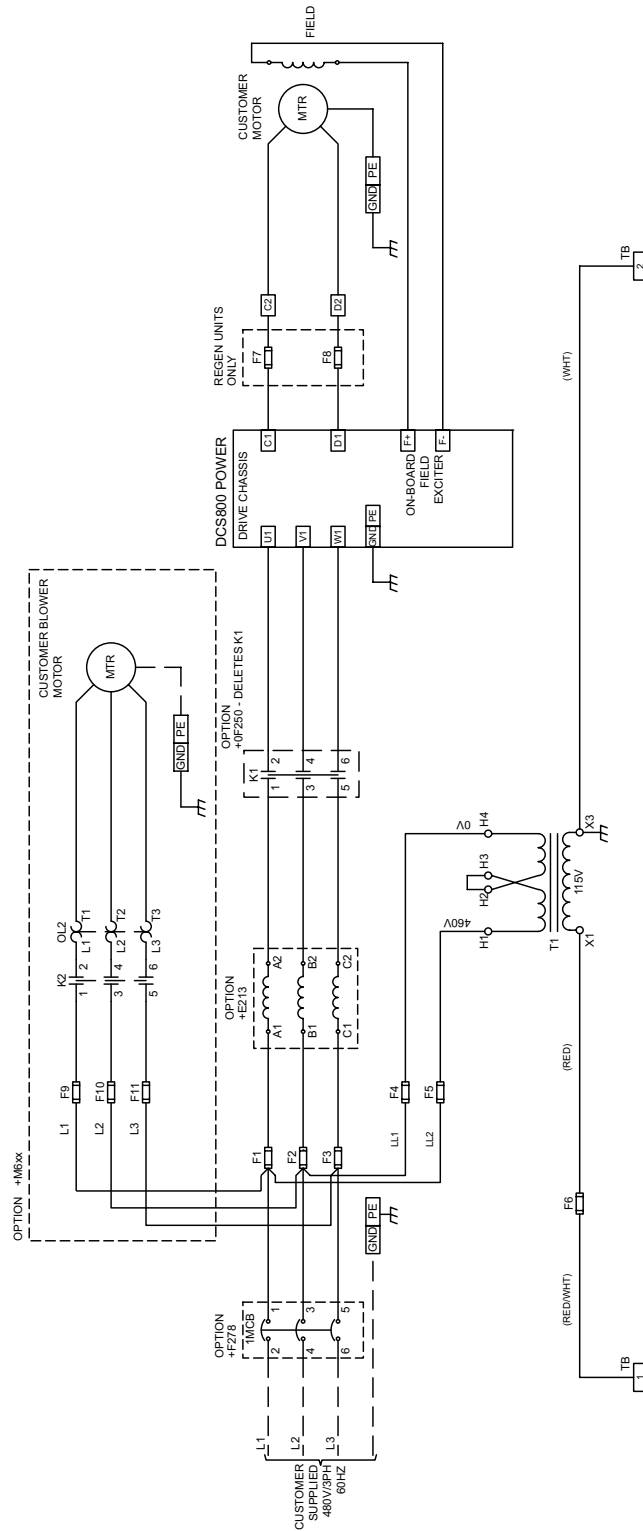 OPTION +M6xx
CUSTOMER BLOWER
MOTOR
MTR
GND PE
L1 F9 1 K2 2 L1 OL2 T1
L2 F10 3 4 L2 T2
L3 F11 5 6 L3 T3
CUSTOMER
SUPPLIED
480V/3PH
60HZ
L1
L2
L3
OPTION
+F278
1MCB
2 1
4 3
6 5
GND PE
F1
F2
F3
OPTION
+E213
A1 A2
B1 B2
C1 C2
OPTION
+0F250 - DELETES K1
K1
1 2
3 4
5 6
DCS800 POWER
DRIVE CHASSIS
U1 C1
V1
W1 D1
GND PE
F+
ON-BOARD
FIELD
EXCITER
F-
REGEN UNITS
ONLY
F7
F8
C2
D2
CUSTOMER
MOTOR
MTR
GND PE
FIELD
LL1 F4
LL2 F5
460V 0V
H1 H2 H3 H4
T1
115V
X1 X3
TB
1
(RED/WHT)
F6
(RED)
(WHT)
TB
2